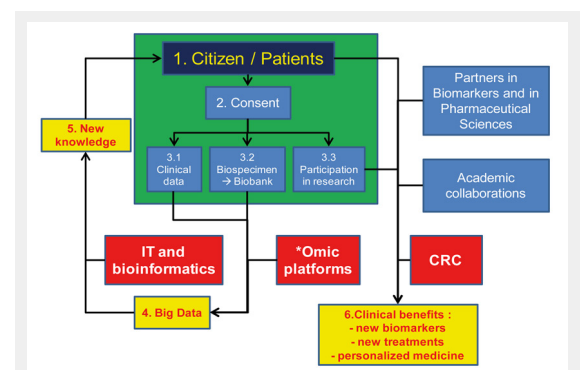 1. Citizen / Patients
2. Consent
3.1
Clinical
data
3.2
Biospecimen
→ Biobank
3.3
Participation
in research
Partners in
Biomarkers and in
Pharmaceutical
Sciences
Academic
collaborations
5. New
knowledge
IT and
bioinformatics
*Omic
platforms
CRC
4. Big Data
6.Clinical benefits :
- new biomarkers
- new treatments
- personalized medicine